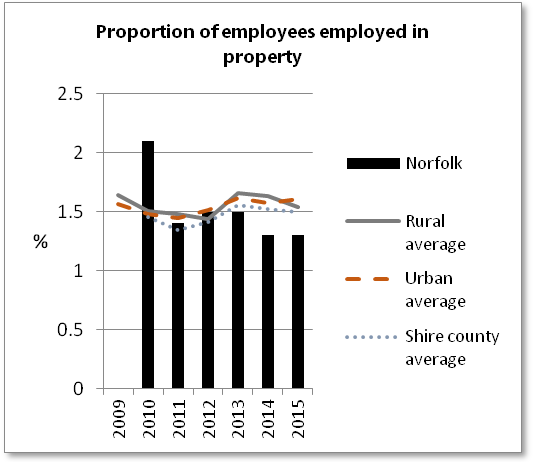 Proportion of employees employed in
property
2.5
2
1.5
1
0.5
0
%
2009
2010
2011
2012
2013
2014
2015
Norfolk
Rural
average
Urban
average
Shire county
average